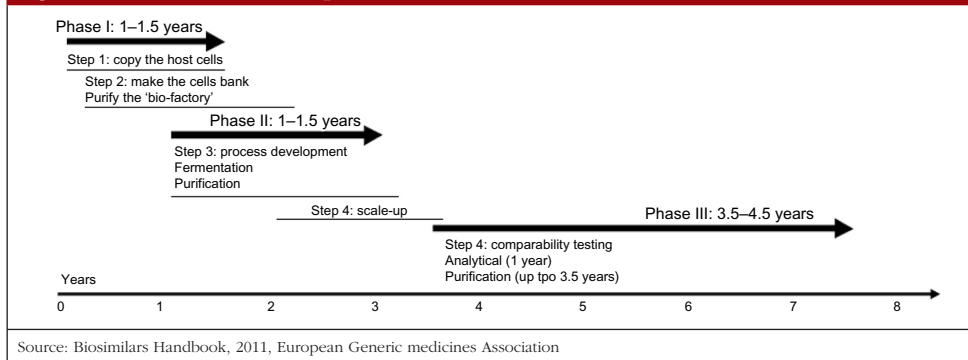 Phase I: 1–1.5 years
Step 1: copy the host cells
Step 2: make the cells bank
Purify the ‘bio-factory’
Phase II: 1–1.5 years
Step 3: process development
Fermentation
Purification
Step 4: scale-up
Phase III: 3.5–4.5 years
Step 4: comparability testing
Analytical (1 year)
Purification (up tpo 3.5 years)
Years
0 1 2 3 4 5 6 7 8
Source: Biosimilars Handbook, 2011, European Generic medicines Association